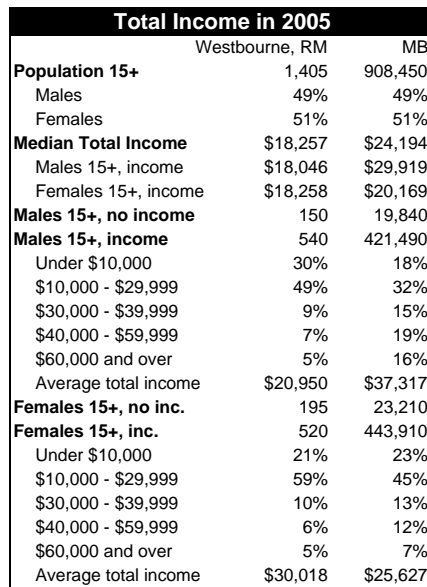 Total Income in 2005
Westbourne, RM MB
Population 15+ 1,405 908,450
Males 49% 49%
Females 51% 51%
Median Total Income $18,257 $24,194
Males 15+, income $18,046 $29,919
Females 15+, income $18,258 $20,169
Males 15+, no income 150 19,840
Males 15+, income 540 421,490
Under $10,000 30% 18%
$10,000 - $29,999 49% 32%
$30,000 - $39,999 9% 15%
$40,000 - $59,999 7% 19%
$60,000 and over 5% 16%
Average total income $20,950 $37,317
Females 15+, no inc. 195 23,210
Females 15+, inc. 520 443,910
Under $10,000 21% 23%
$10,000 - $29,999 59% 45%
$30,000 - $39,999 10% 13%
$40,000 - $59,999 6% 12%
$60,000 and over 5% 7%
Average total income $30,018 $25,627